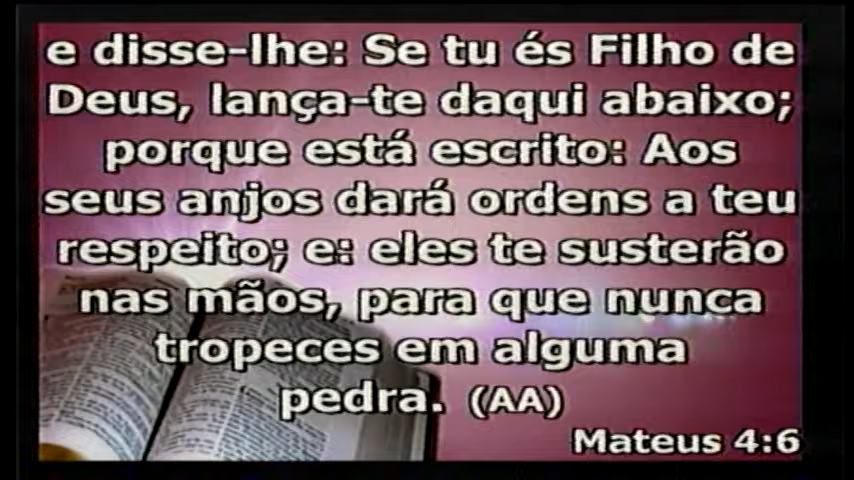 e disse-lhe: Se tu és Filho de
Deus, lança-te daqui abaixo;
porque está escrito: Aos
seus anjos dará ordens a teu
respeito; e: eles te susterão
nas mãos, para que nunca
tropeces em alguma
pedra. (AA)
Mateus 4:6